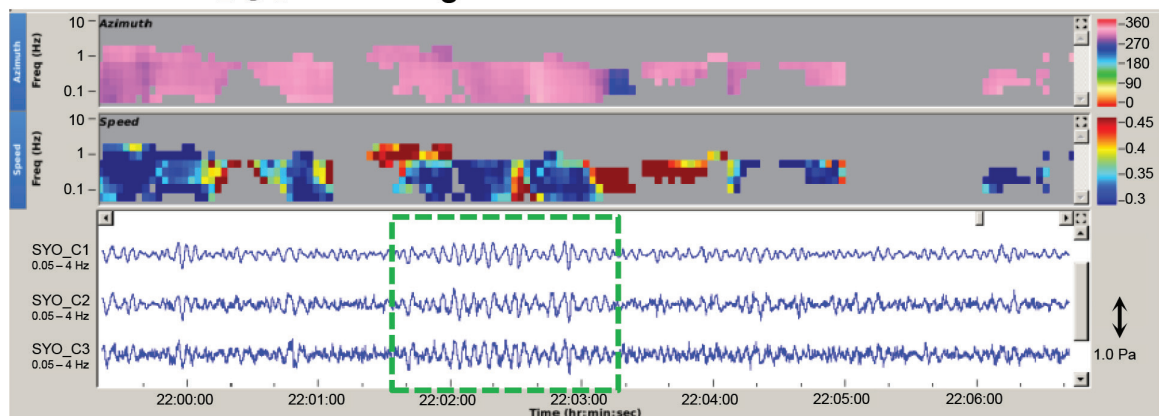 Azimuth
Azimuth
Freq (Hz)
10
1
0.1
360
270
180
90
0
Speed
Speed
Freq (Hz)
10
1
0.1
0.45
0.4
0.35
0.3
SYO_C1
0.05 – 4 Hz
SYO_C2
0.05 – 4 Hz
SYO_C3
0.05 – 4 Hz
1.0 Pa
22:00:00 22:01:00 22:02:00 22:03:00 22:04:00 22:05:00 22:06:00
Time (hr:min:sec)